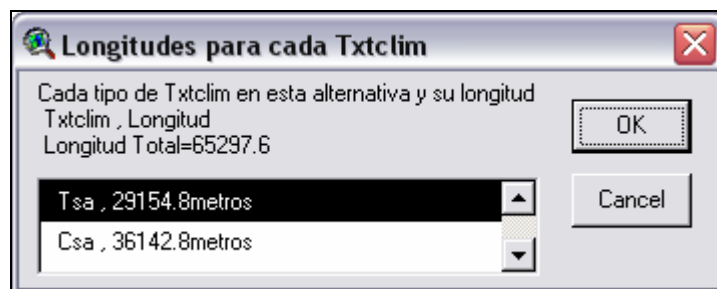 Longitudes para cada Txtclim
Cada tipo de Txtclim en esta alternativa y su longitud
Txtclim , Longitud
Longitud Total=65297.6
OK
Tsa , 29154.8metros
Cancel
Csa , 36142.8metros